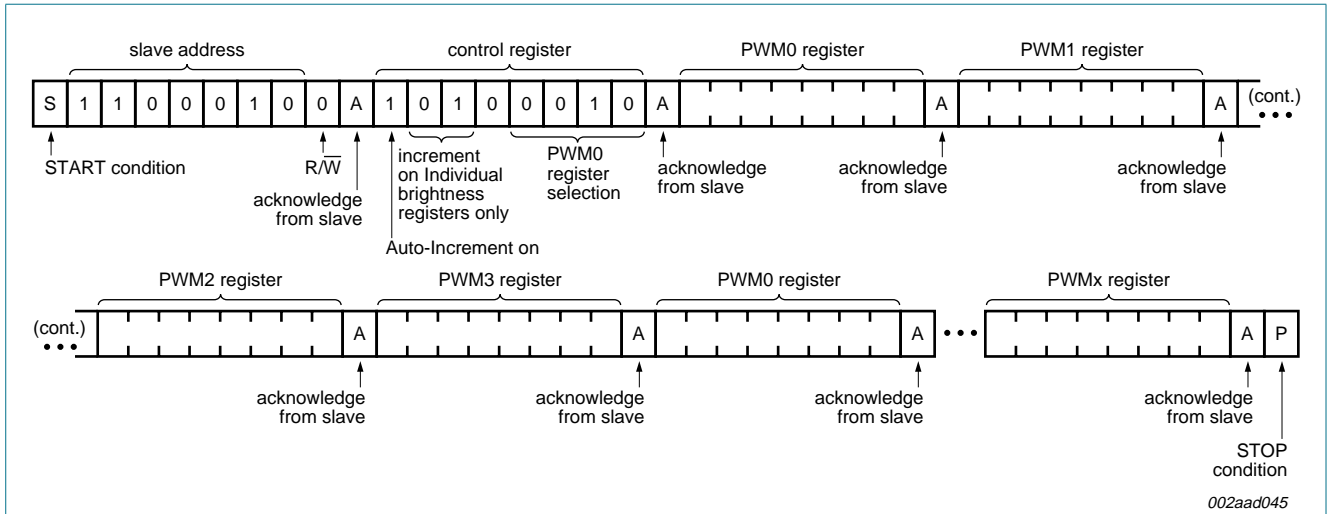 slave address control register PWM0 register PWM1 register
S 1 1 0 0 0 1 0 0 A 1 0 1 0 0 0 1 0 A A A (cont.)
START condition
R/W̅
acknowledge
from slave
Auto-Increment on
increment
on Individual
brightness
registers only
PWM0
register
selection
acknowledge
from slave
acknowledge
from slave
acknowledge
from slave
PWM2 register PWM3 register PWM0 register PWMx register
(cont.) A A A A P
acknowledge
from slave
acknowledge
from slave
acknowledge
from slave
acknowledge
from slave
STOP
condition
002aad045